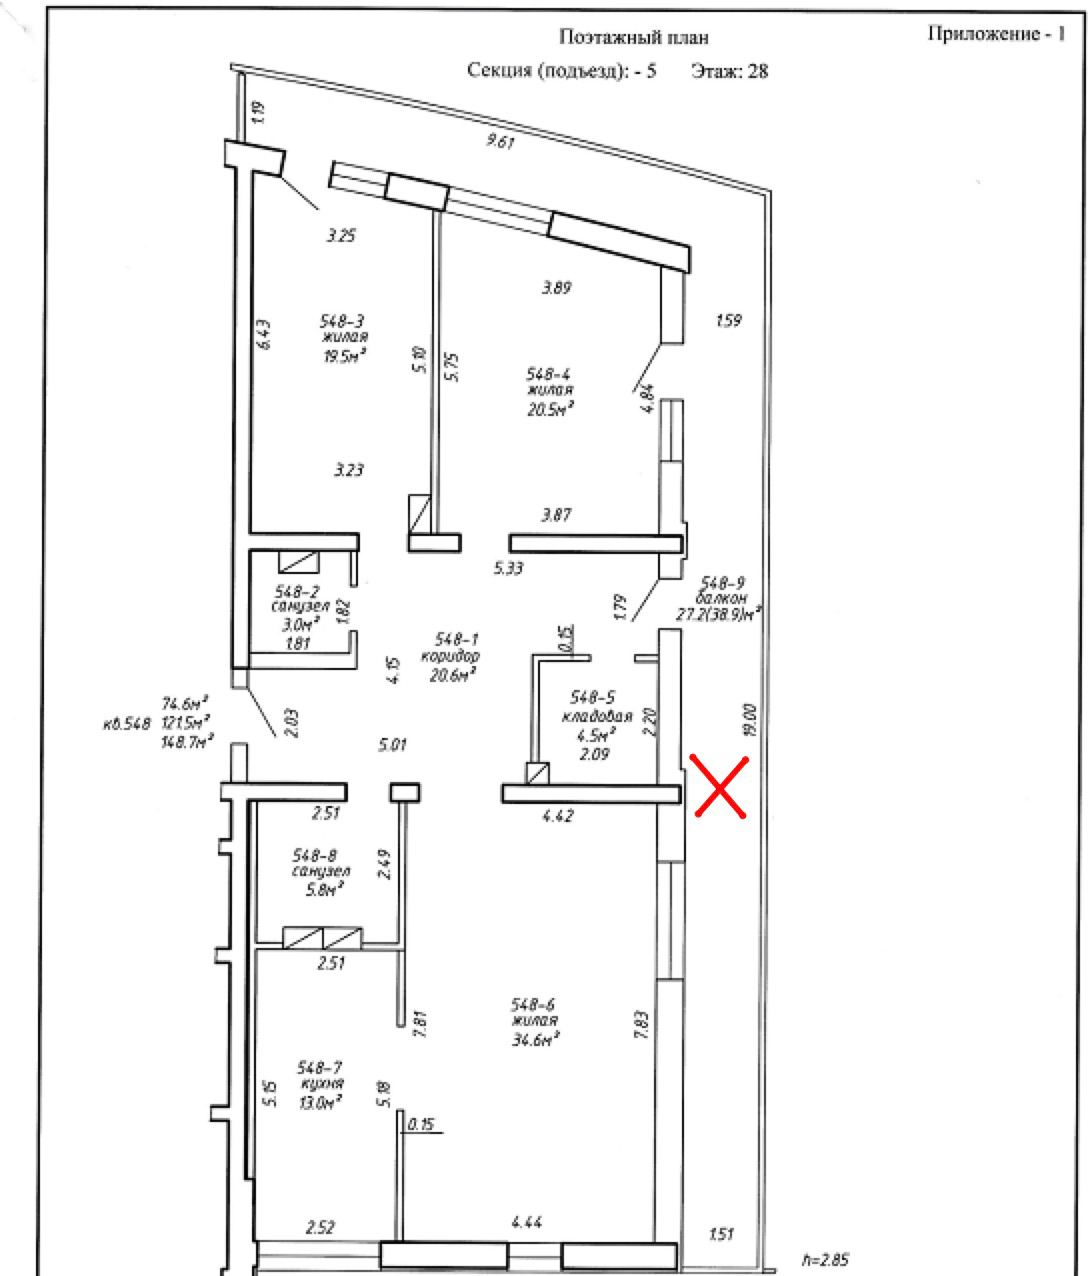 Приложение - 1
Поэтажный план
Секция (подъезд): - 5 Этаж: 28
1.19
9.61
3.25
3.89
1.59
6.43
548-3
жилая
19.5м²
5.10
5.75
548-4
жилая
20.5м²
4.84
3.23
3.87
5.33
548-9
балкон
27.2(38.9)м²
548-2
санузел
3.0м²
1.81
1.82
1.79
0.15
548-1
коридор
20.6м²
4.15
548-5
кладовая
4.5м²
2.09
2.20
19.00
74.6м²
кв.548 121.5м²
148.7м²
2.03
5.01
2.51
4.42
548-8
санузел
5.8м²
2.49
2.51
548-6
жилая
34.6м²
7.81
7.83
548-7
кухня
13.0м²
5.15
5.18
0.15
2.52
4.44
1.51
h=2.85